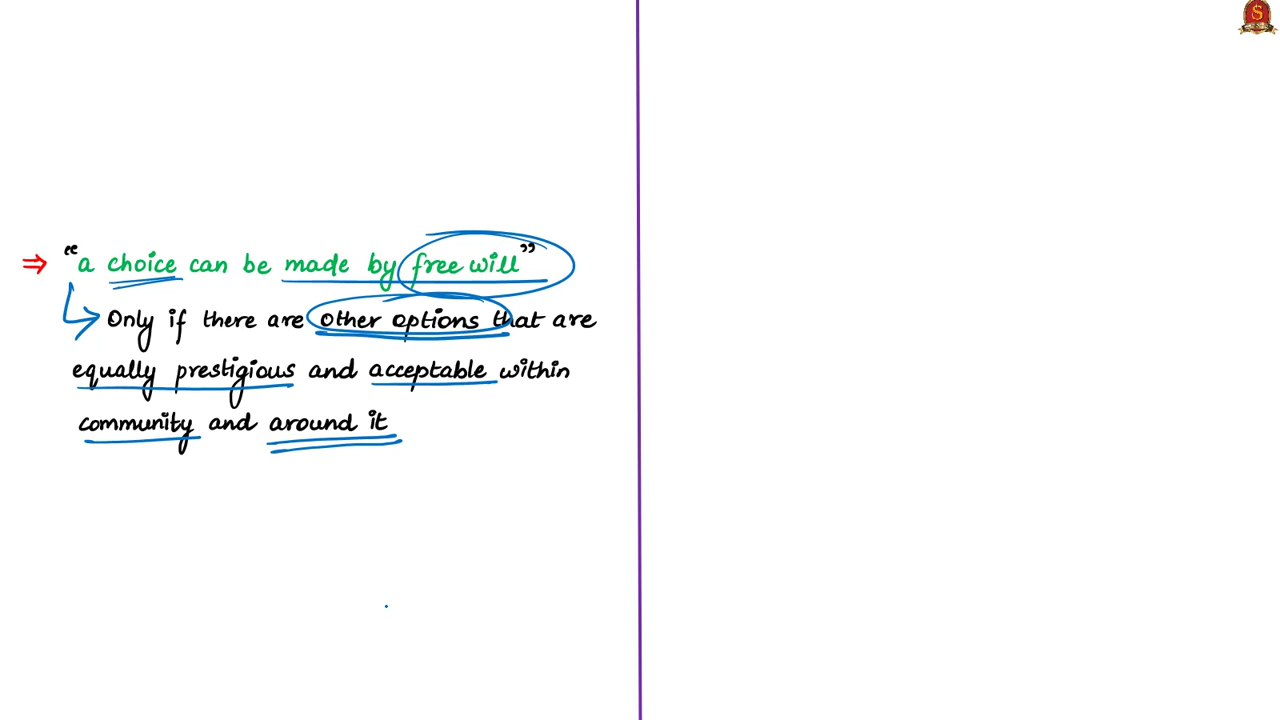 ⇒ “a choice can be made by free will”
Only if there are other options that are
equally prestigious and acceptable within
community and around it
S